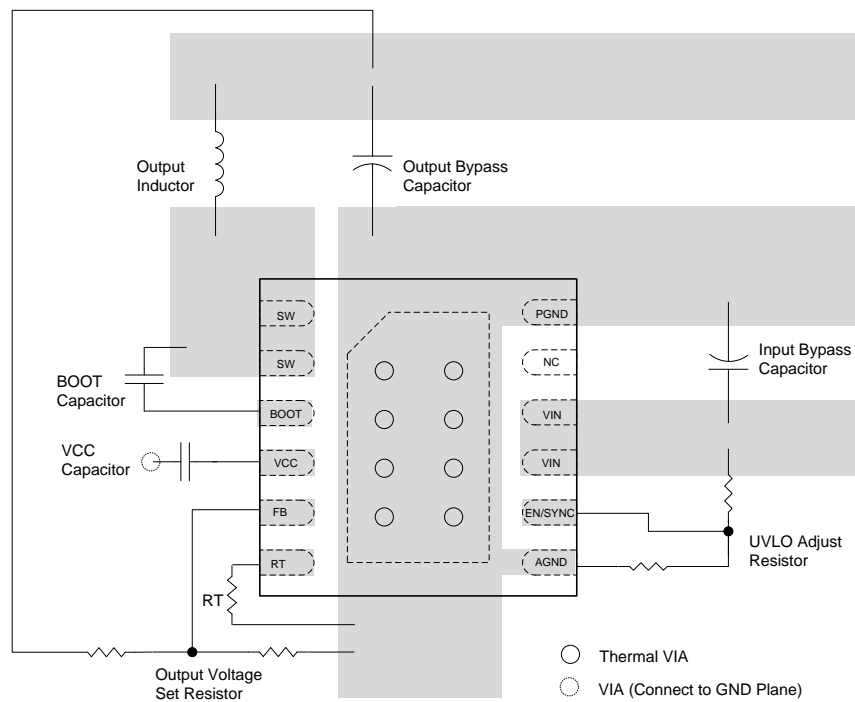 Output
Inductor
Output Bypass
Capacitor
SW
PGND
SW
NC
Input Bypass
Capacitor
BOOT
Capacitor
BOOT
VIN
VCC
Capacitor
VCC
VIN
FB
EN/SYNC
UVLO Adjust
Resistor
RT
AGND
RT
Output Voltage
Set Resistor
Thermal VIA
VIA (Connect to GND Plane)